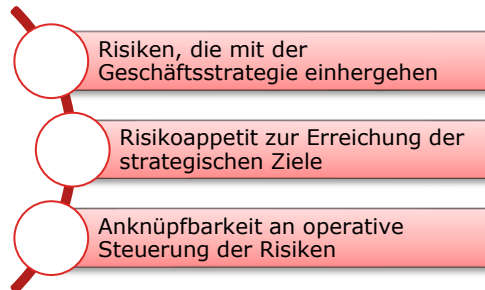 Risiken, die mit der
Geschäftsstrategie einhergehen
Risikoappetit zur Erreichung der
strategischen Ziele
Anknüpfbarkeit an operative
Steuerung der Risiken